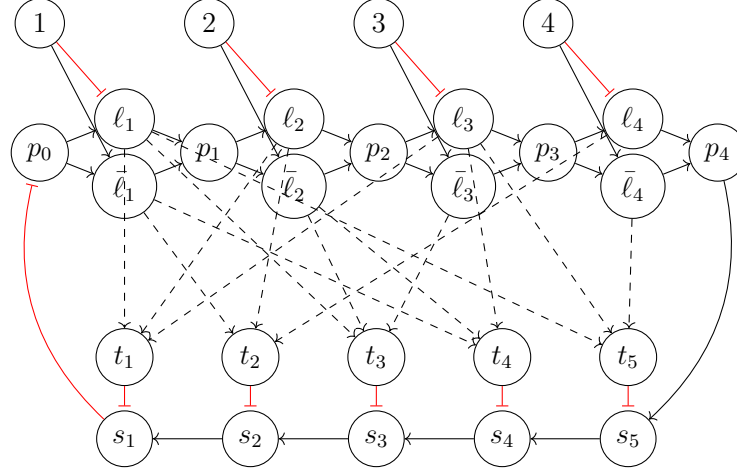 1 2 3 4
ℓ₁ ℓ₂ ℓ₃ ℓ₄
p₀ p₁ p₂ p₃ p₄
ℓ̄₁ ℓ̄₂ ℓ̄₃ ℓ̄₄
t₁ t₂ t₃ t₄ t₅
s₁ s₂ s₃ s₄ s₅